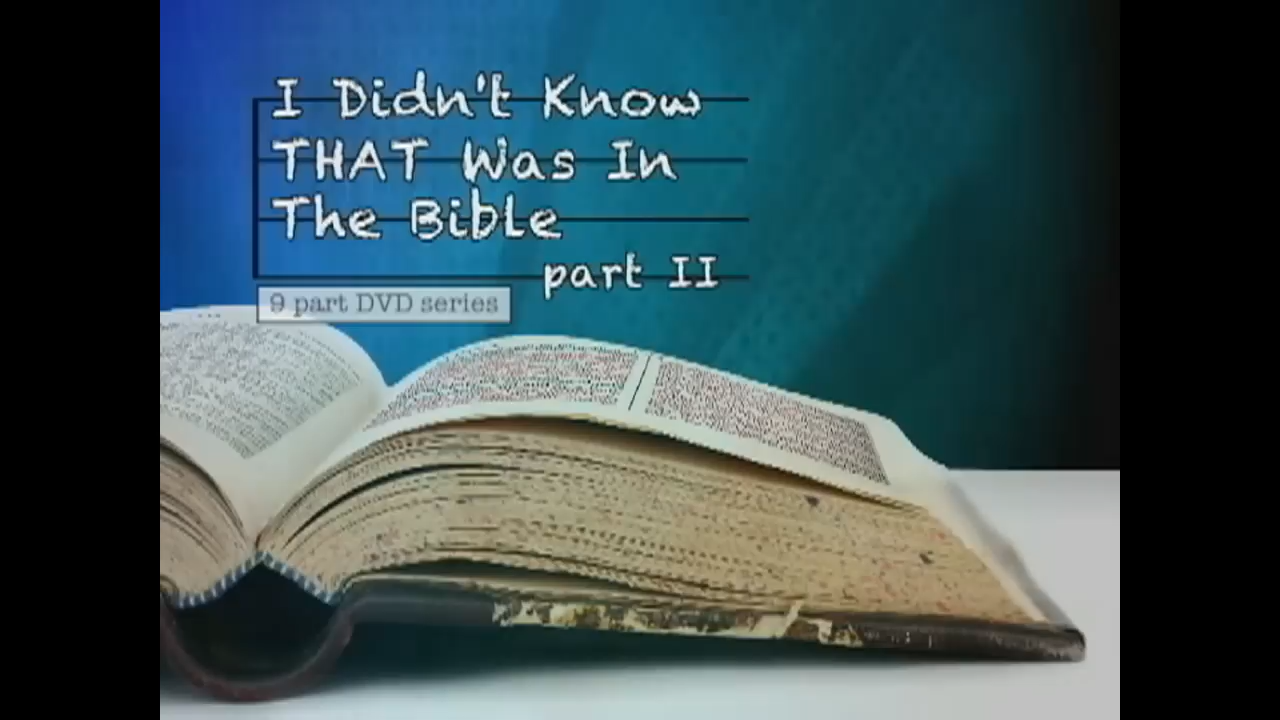 I Didn't Know
THAT Was In
The Bible
part II
9 part DVD series